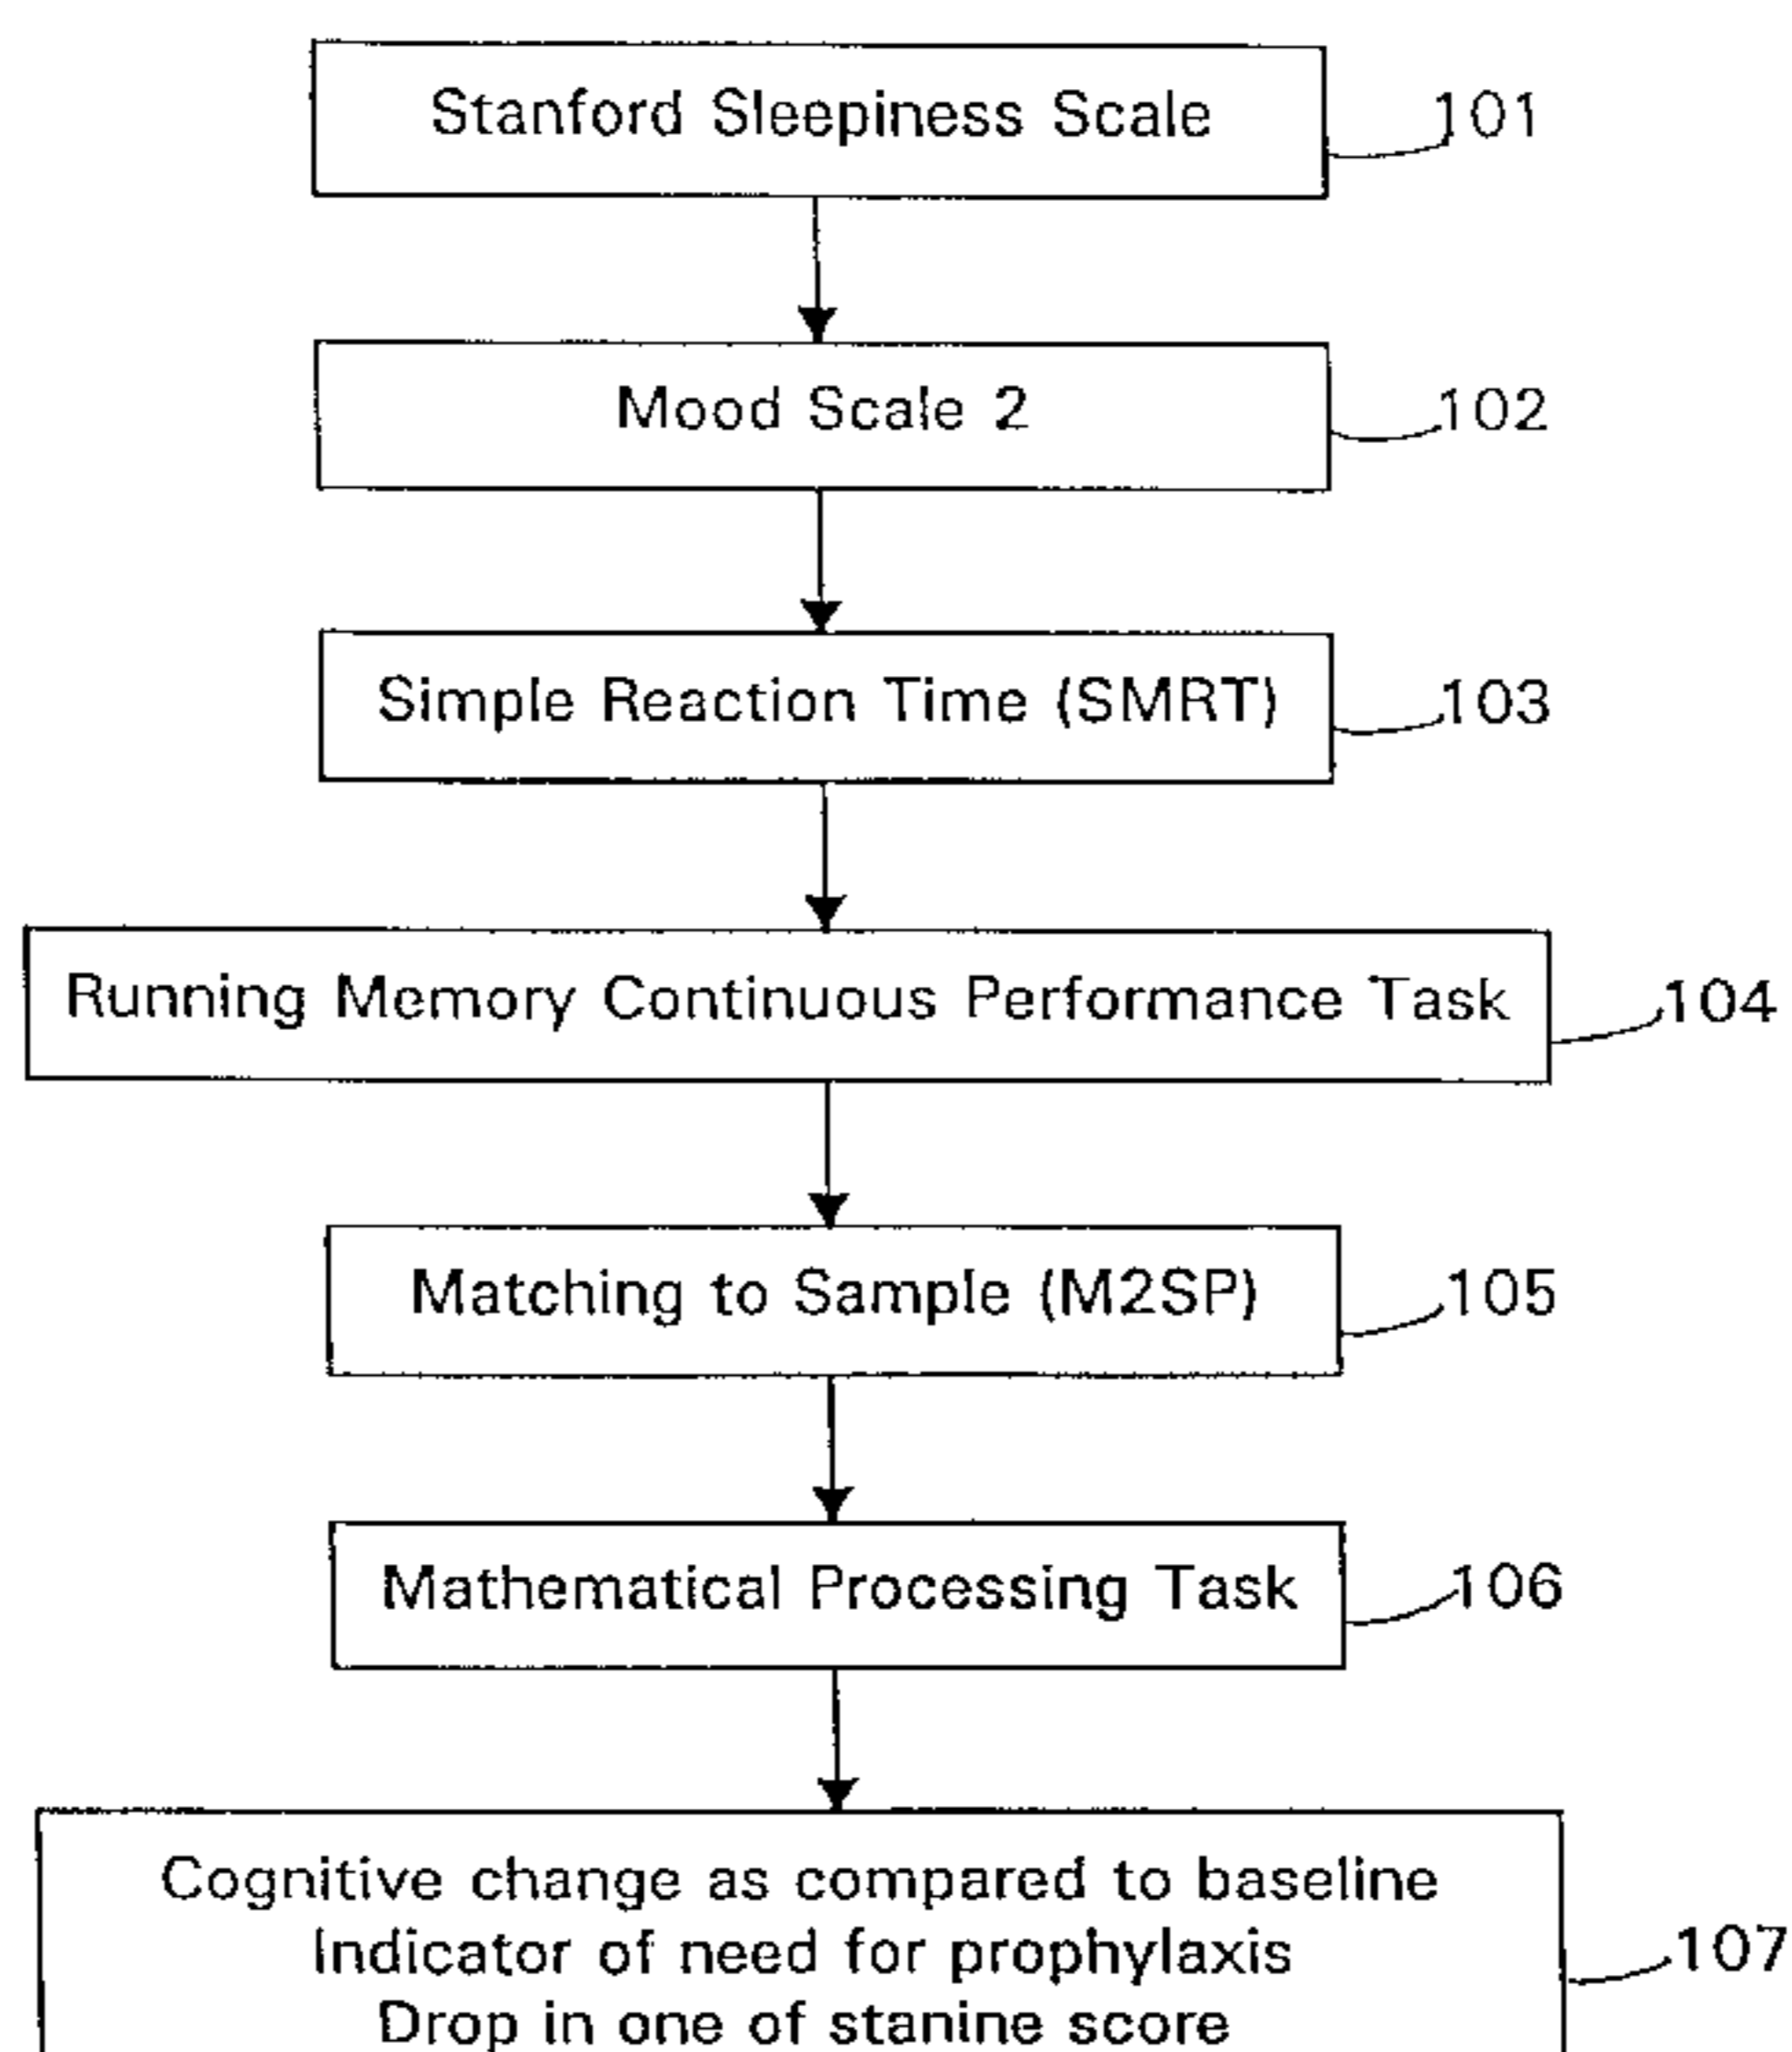 Stanford Sleepiness Scale 101
Mood Scale 2 102
Simple Reaction Time (SMRT) 103
Running Memory Continuous Performance Task 104
Matching to Sample (M2SP) 105
Mathematical Processing Task 106
Cognitive change as compared to baseline
Indicator of need for prophylaxis 107
Drop in one of stanine score